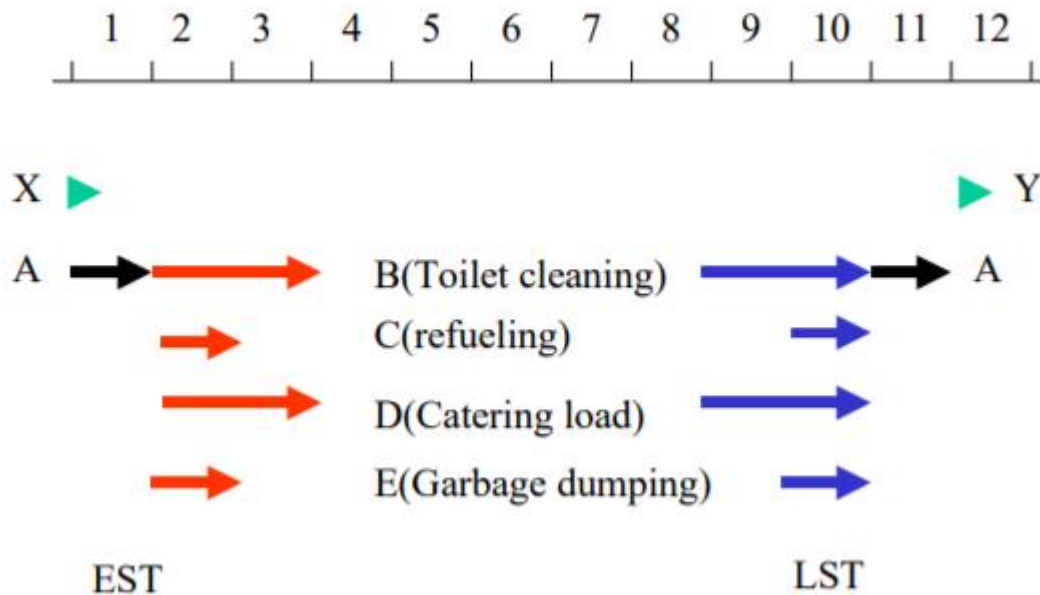 1 2 3 4 5 6 7 8 9 10 11 12
X Y
A B(Toilet cleaning) A
C(refueling)
D(Catering load)
E(Garbage dumping)
EST LST